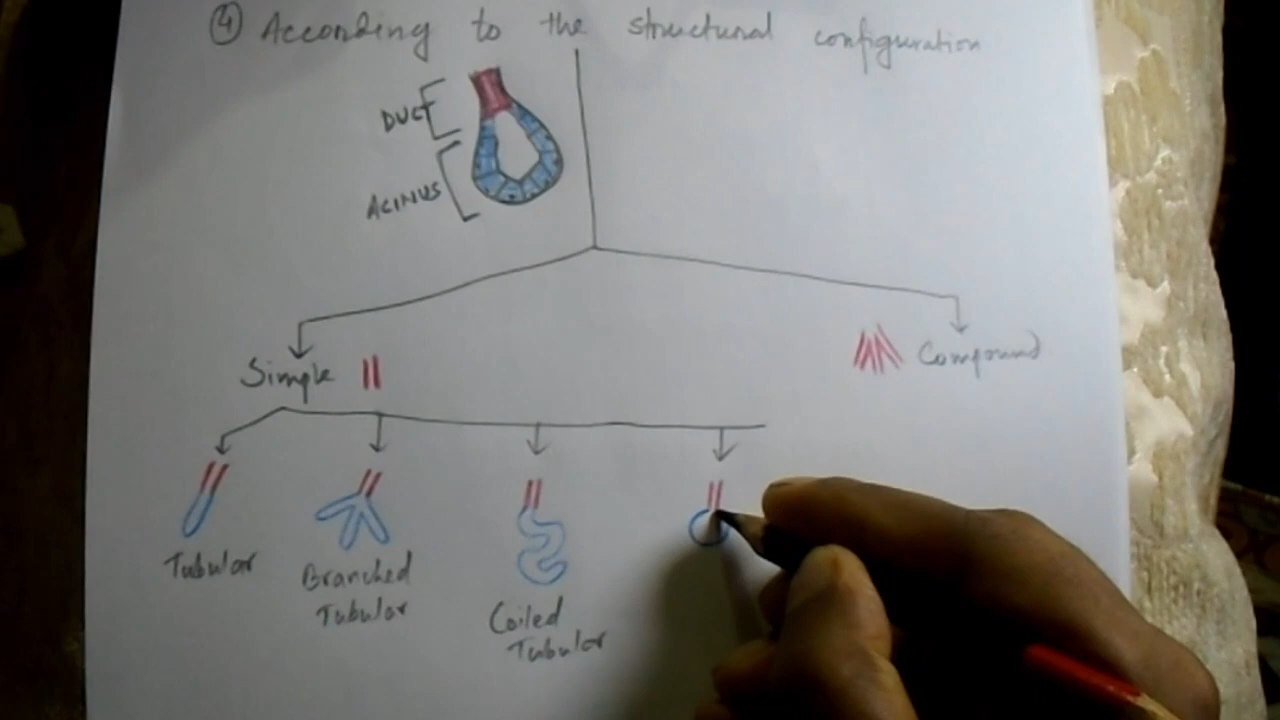 ④ According to the structural configuration
DUCT
ACINUS
Simple
Compound
Tubular
Branched
Tubular
Coiled
Tubular